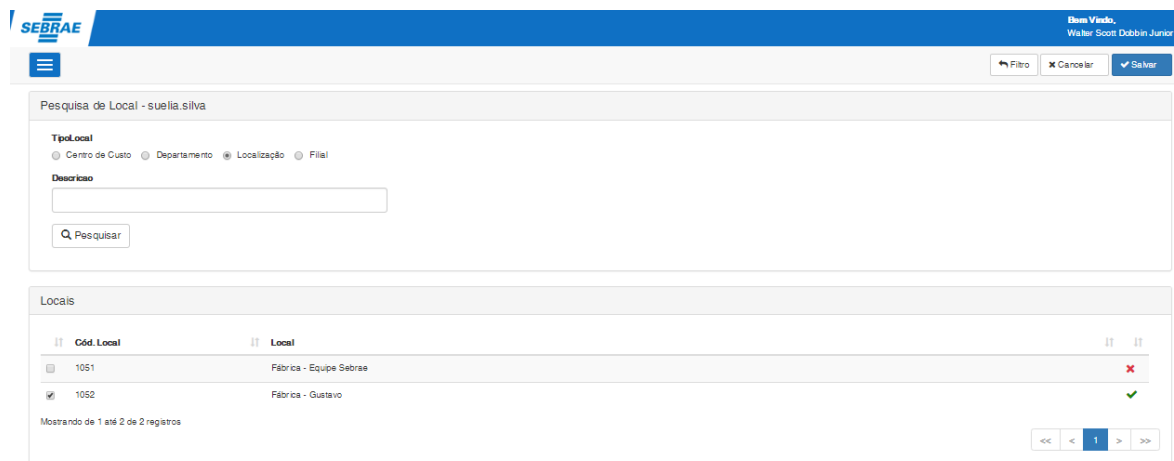 SEBRAE
Bem Vindo,
Walter Scott Dobbin Junior
Filtro Cancelar Salvar
Pesquisa de Local - suelia.silva
TipoLocal
Centro de Custo Departamento Localização Filial
Descricao
Pesquisar
Locais
Cód. Local Local
1051 Fábrica - Equipe Sebrae
1052 Fábrica - Gustavo
Mostrando de 1 até 2 de 2 registros
<< < 1 > >>